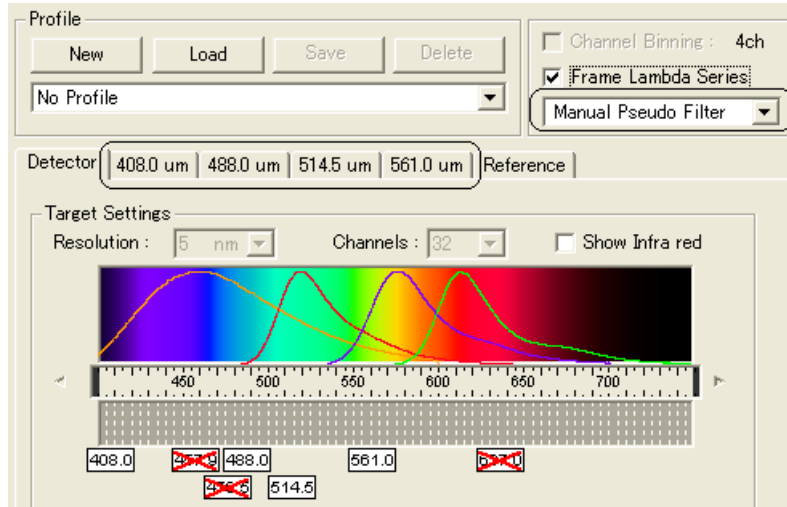 Profile
New Load Save Delete
No Profile
Channel Binning : 4ch
Frame Lambda Series
Manual Pseudo Filter
Detector 408.0 um 488.0 um 514.5 um 561.0 um Reference
Target Settings
Resolution : 5 nm Channels : 32 Show Infra red
450 500 550 600 650 700
408.0 488.0 561.0
514.5